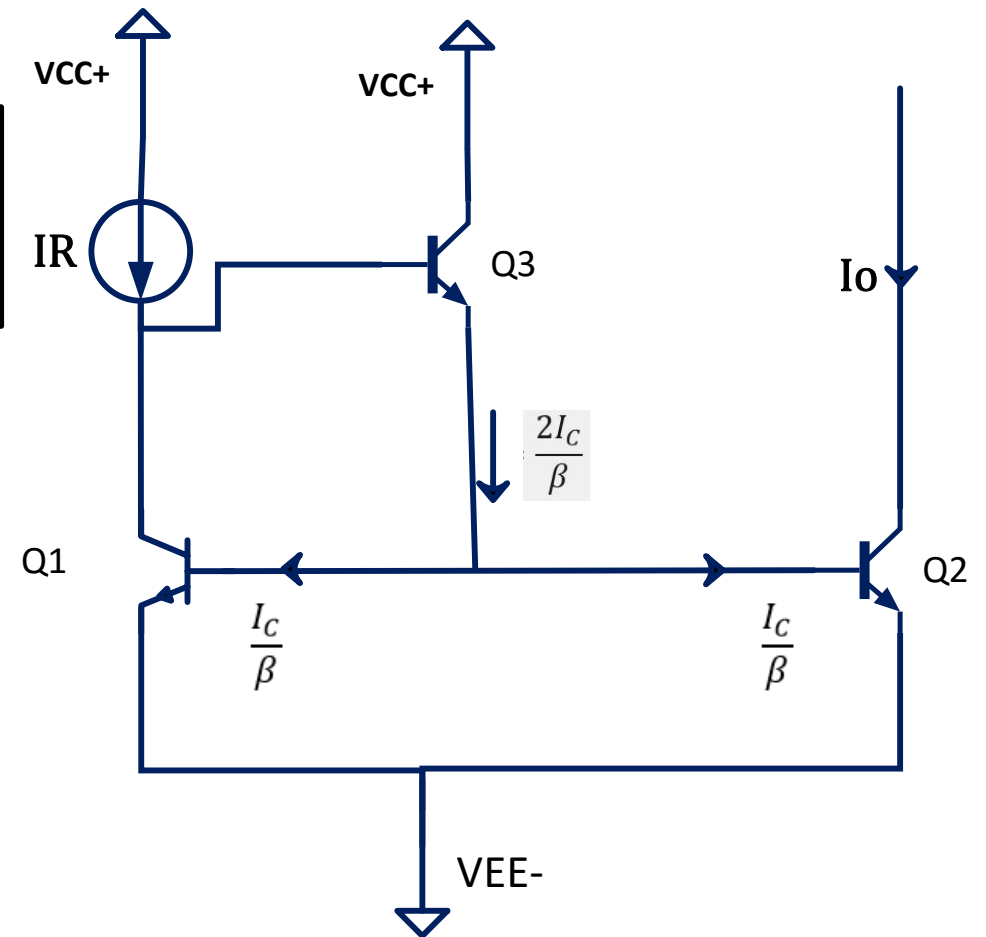 VCC+
VCC+
IR
Q3
Io
2I_C
β
Q1
Q2
I_C
β
I_C
β
VEE-